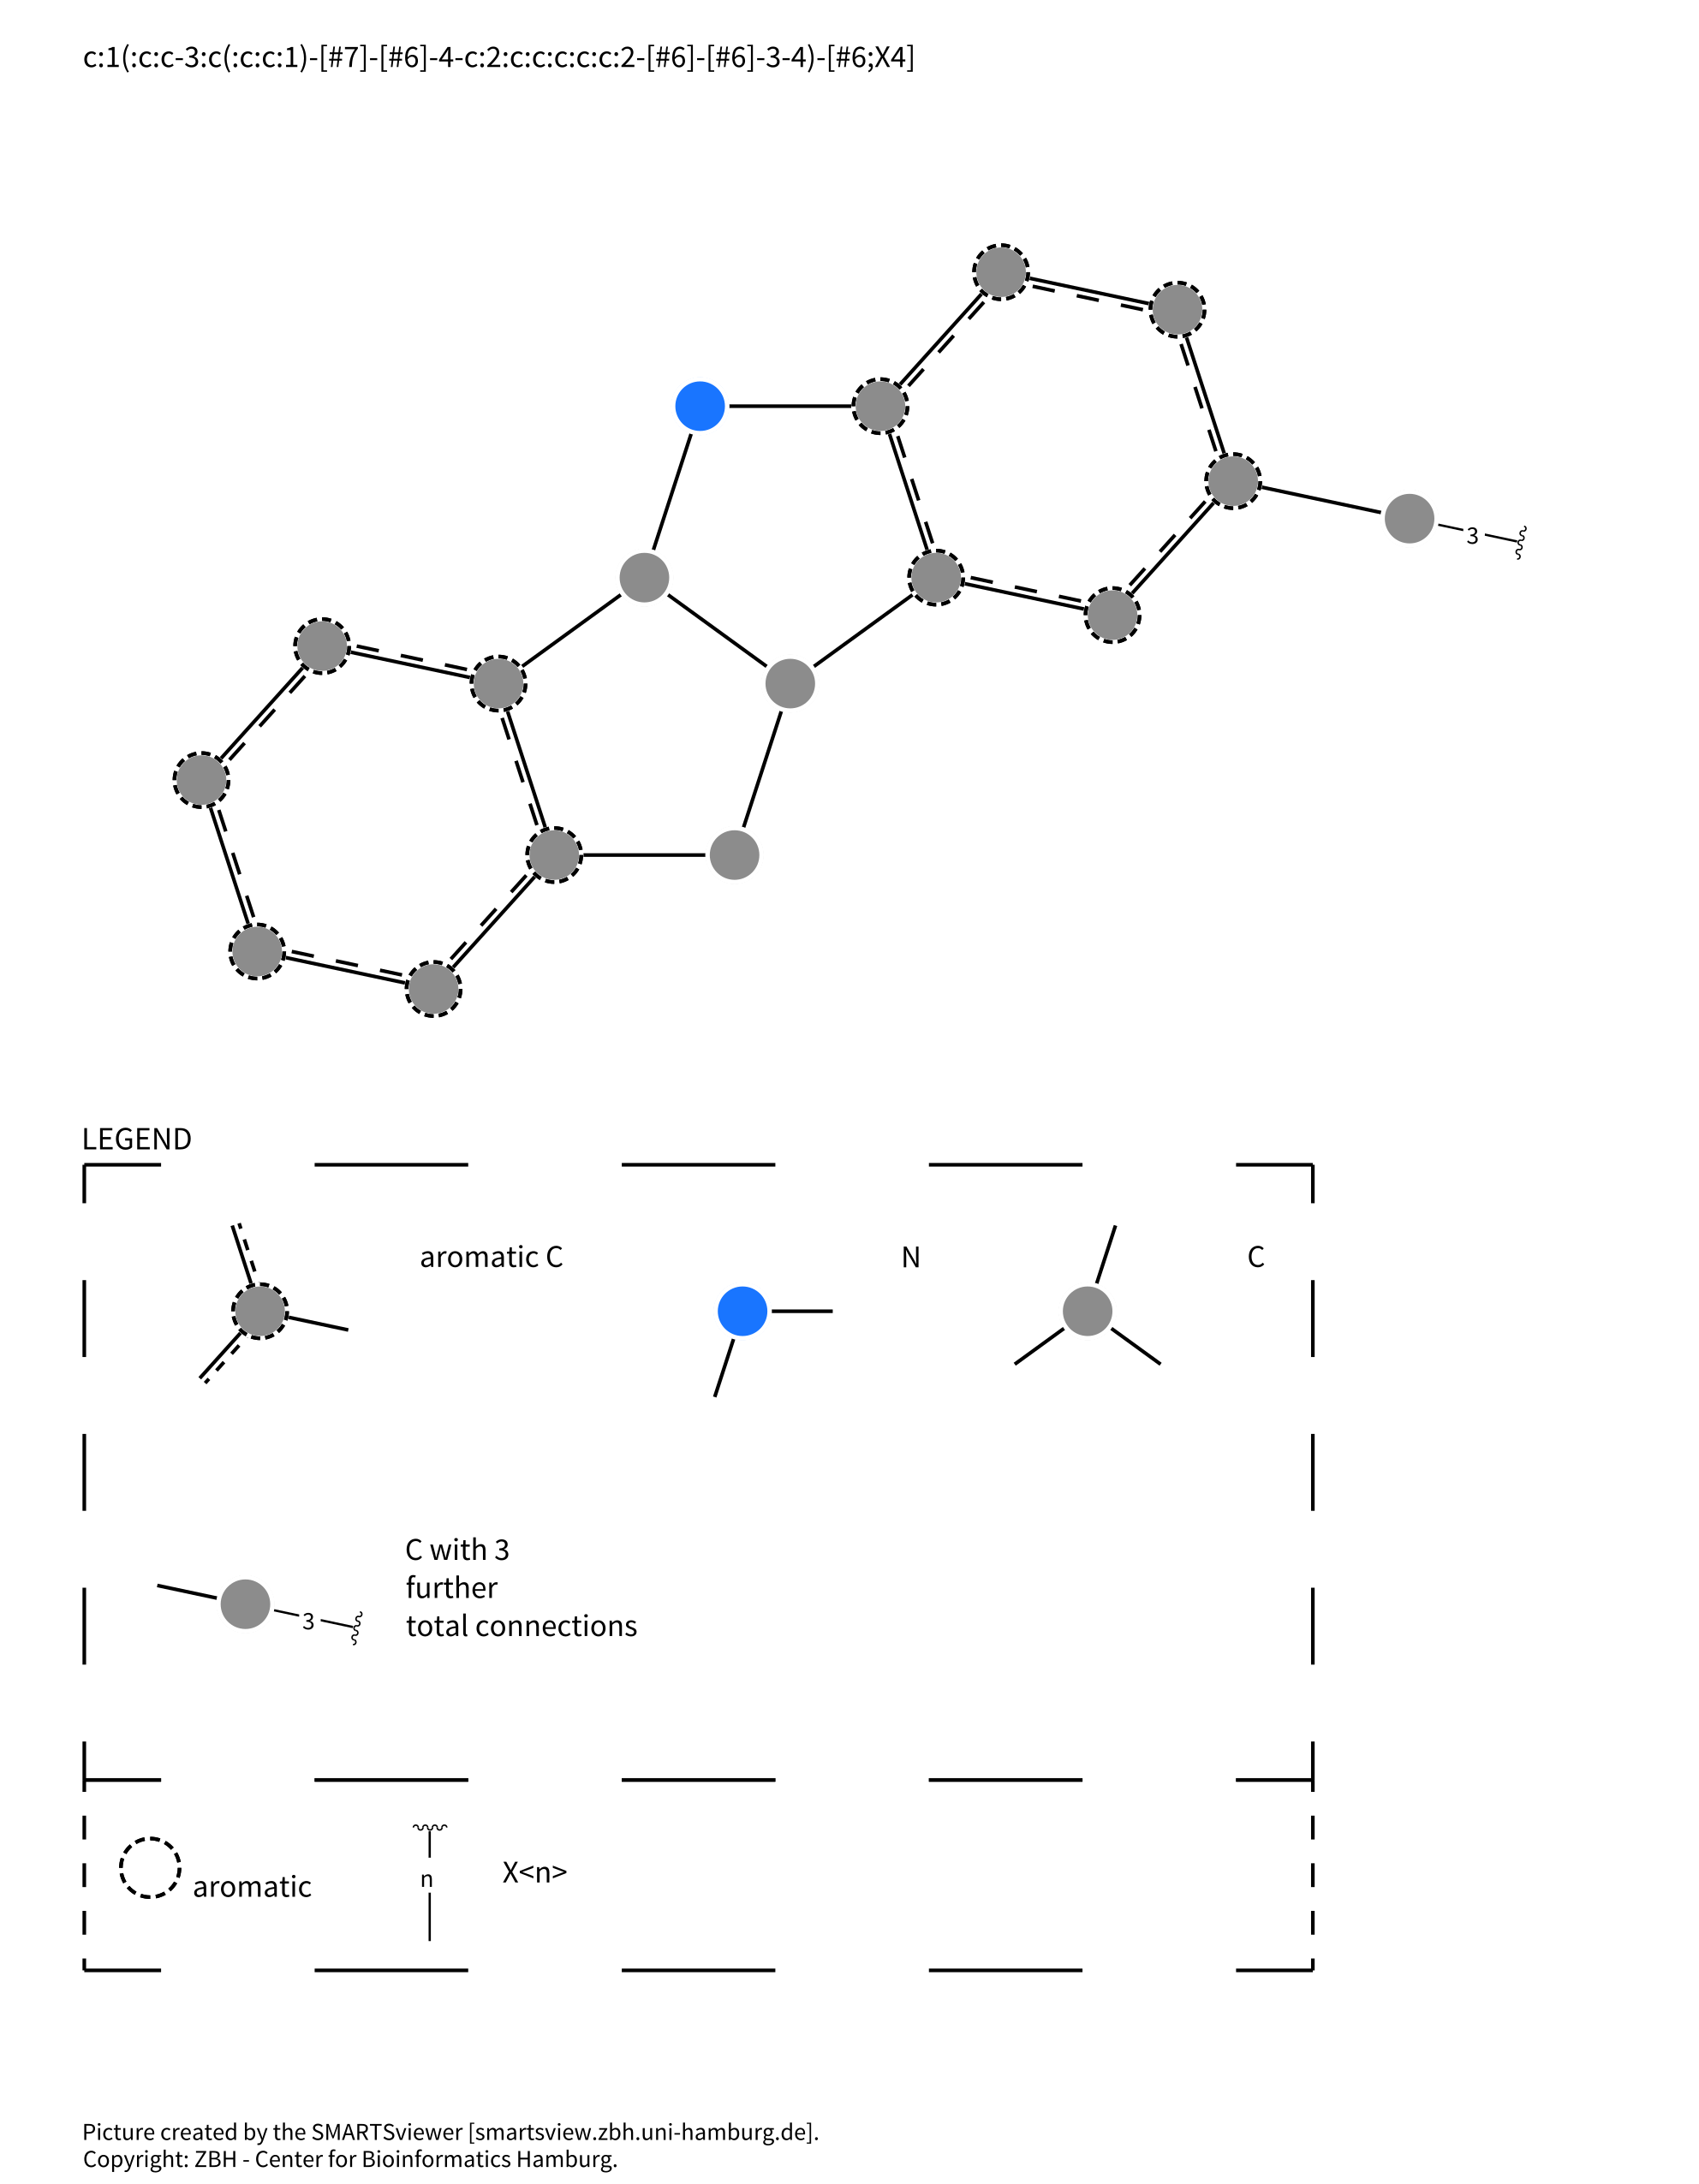 c:1(:c:c-3:c(:c:c:1)-[#7]-[#6]-4-c:2:c:c:c:c:c:2-[#6]-[#6]-3-4)-[#6;X4]
3
LEGEND
aromatic C
N
C
C with 3
further
total connections
3
aromatic
n
X<n>
Picture created by the SMARTSviewer [smartsview.zbh.uni-hamburg.de].
Copyright: ZBH - Center for Bioinformatics Hamburg.